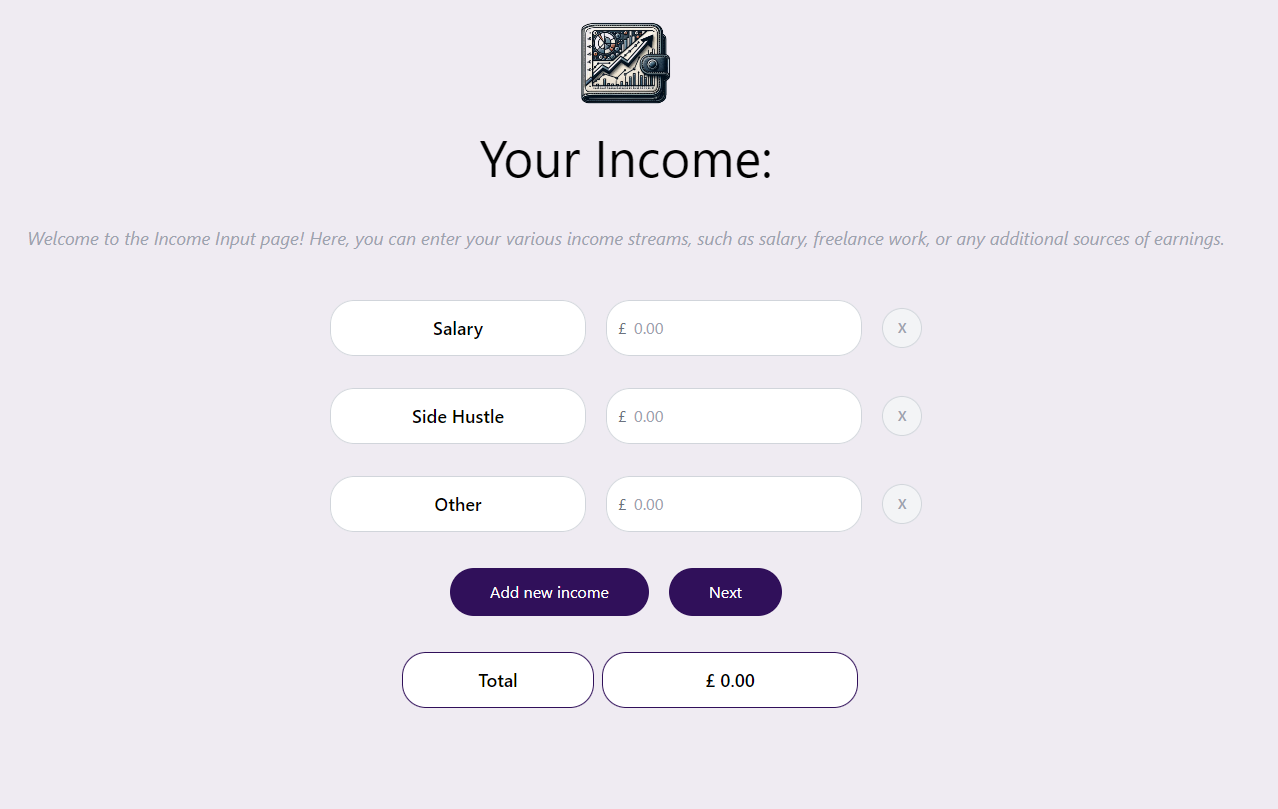 Your Income:
Welcome to the Income Input page! Here, you can enter your various income streams, such as salary, freelance work, or any additional sources of earnings.
Salary £ 0.00 X
Side Hustle £ 0.00 X
Other £ 0.00 X
Add new income Next
Total £ 0.00